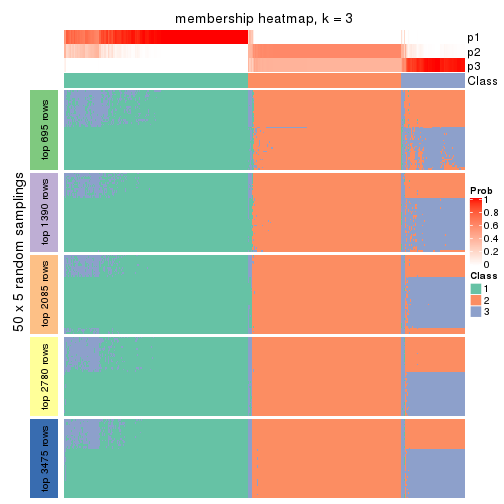 membership heatmap, k = 3
p1
p2
p3
Class
50 x 5 random samplings
top 695 rows
top 1390 rows
top 2085 rows
top 2780 rows
top 3475 rows
Prob
1
0.8
0.6
0.4
0.2
0
Class
1
2
3